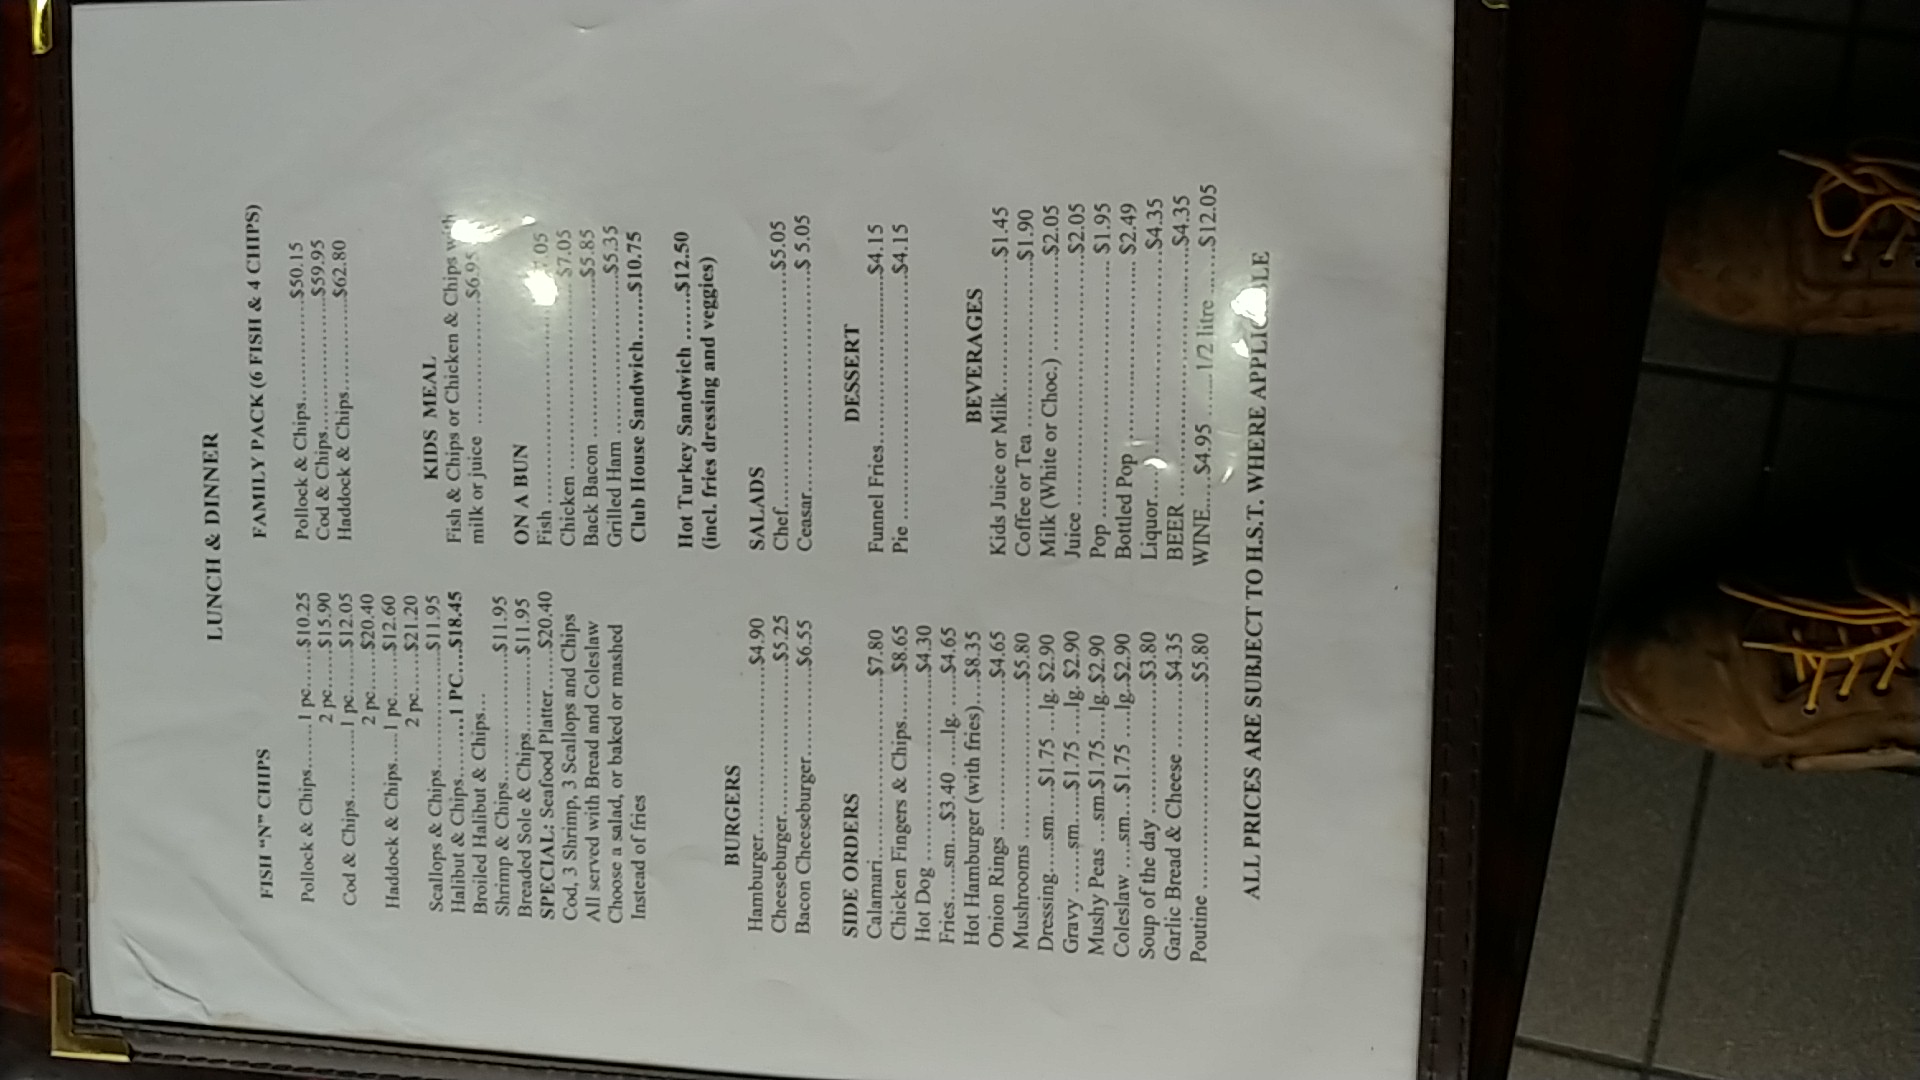 LUNCH & DINNER
FISH "N" CHIPS
Pollock & Chips......1 pc......$10.25
2 pc......$15.90
Cod & Chips...........1 pc......$12.05
2 pc.....$20.40
Haddock & Chips....1 pc......$12.60
2 pc.....$21.20
Scallops & Chips......................$11.95
Halibut & Chips........1 PC....$18.45
Broiled Halibut & Chips...
Shrimp & Chips.......................$11.95
Breaded Sole & Chips.............$11.95
SPECIAL: Seafood Platter.....$20.40
Cod, 3 Shrimp, 3 Scallops and Chips
All served with Bread and Coleslaw
Choose a salad, or baked or mashed
Instead of fries
BURGERS
Hamburger.............................$4.90
Cheeseburger..........................$5.25
Bacon Cheeseburger...............$6.55
SIDE ORDERS
Calamari..................................$7.80
Chicken Fingers & Chips......$8.65
Hot Dog .................................$4.30
Fries.....sm...$3.40 ....lg. .....$4.65
Hot Hamburger (with fries)...$8.35
Onion Rings ..........................$4.65
Mushrooms ...........................$5.80
Dressing.....sm....$1.75 ...lg. $2.90
Gravy .......sm....$1.75 ....lg. $2.90
Mushy Peas ...sm.$1.75...lg..$2.90
Coleslaw ....sm...$1.75 ...lg..$2.90
Soup of the day .....................$3.80
Garlic Bread & Cheese .........$4.35
Poutine ...................................$5.80
FAMILY PACK (6 FISH & 4 CHIPS)
Pollock & Chips...............$50.15
Cod & Chips.....................$59.95
Haddock & Chips.............$62.80
KIDS MEAL
Fish & Chips or Chicken & Chips with
milk or juice ....................$6.95
ON A BUN
Fish ................................ .05
Chicken ...........................$7.05
Back Bacon .....................$5.85
Grilled Ham .....................$5.35
Club House Sandwich......$10.75
Hot Turkey Sandwich ......$12.50
(incl. fries dressing and veggies)
SALADS
Chef.................................$5.05
Ceasar..............................$ 5.05
DESSERT
Funnel Fries......................$4.15
Pie ...................................$4.15
BEVERAGES
Kids Juice or Milk...............$1.45
Coffee or Tea .....................$1.90
Milk (White or Choc.) ...........$2.05
Juice .................................$2.05
Pop ................................... $1.95
Bottled Pop ........................ $2.49
Liquor................................$4.35
BEER ................................$4.35
WINE....$4.95 ....... 1/2 litre .......$12.05
ALL PRICES ARE SUBJECT TO H.S.T. WHERE APPLICABLE